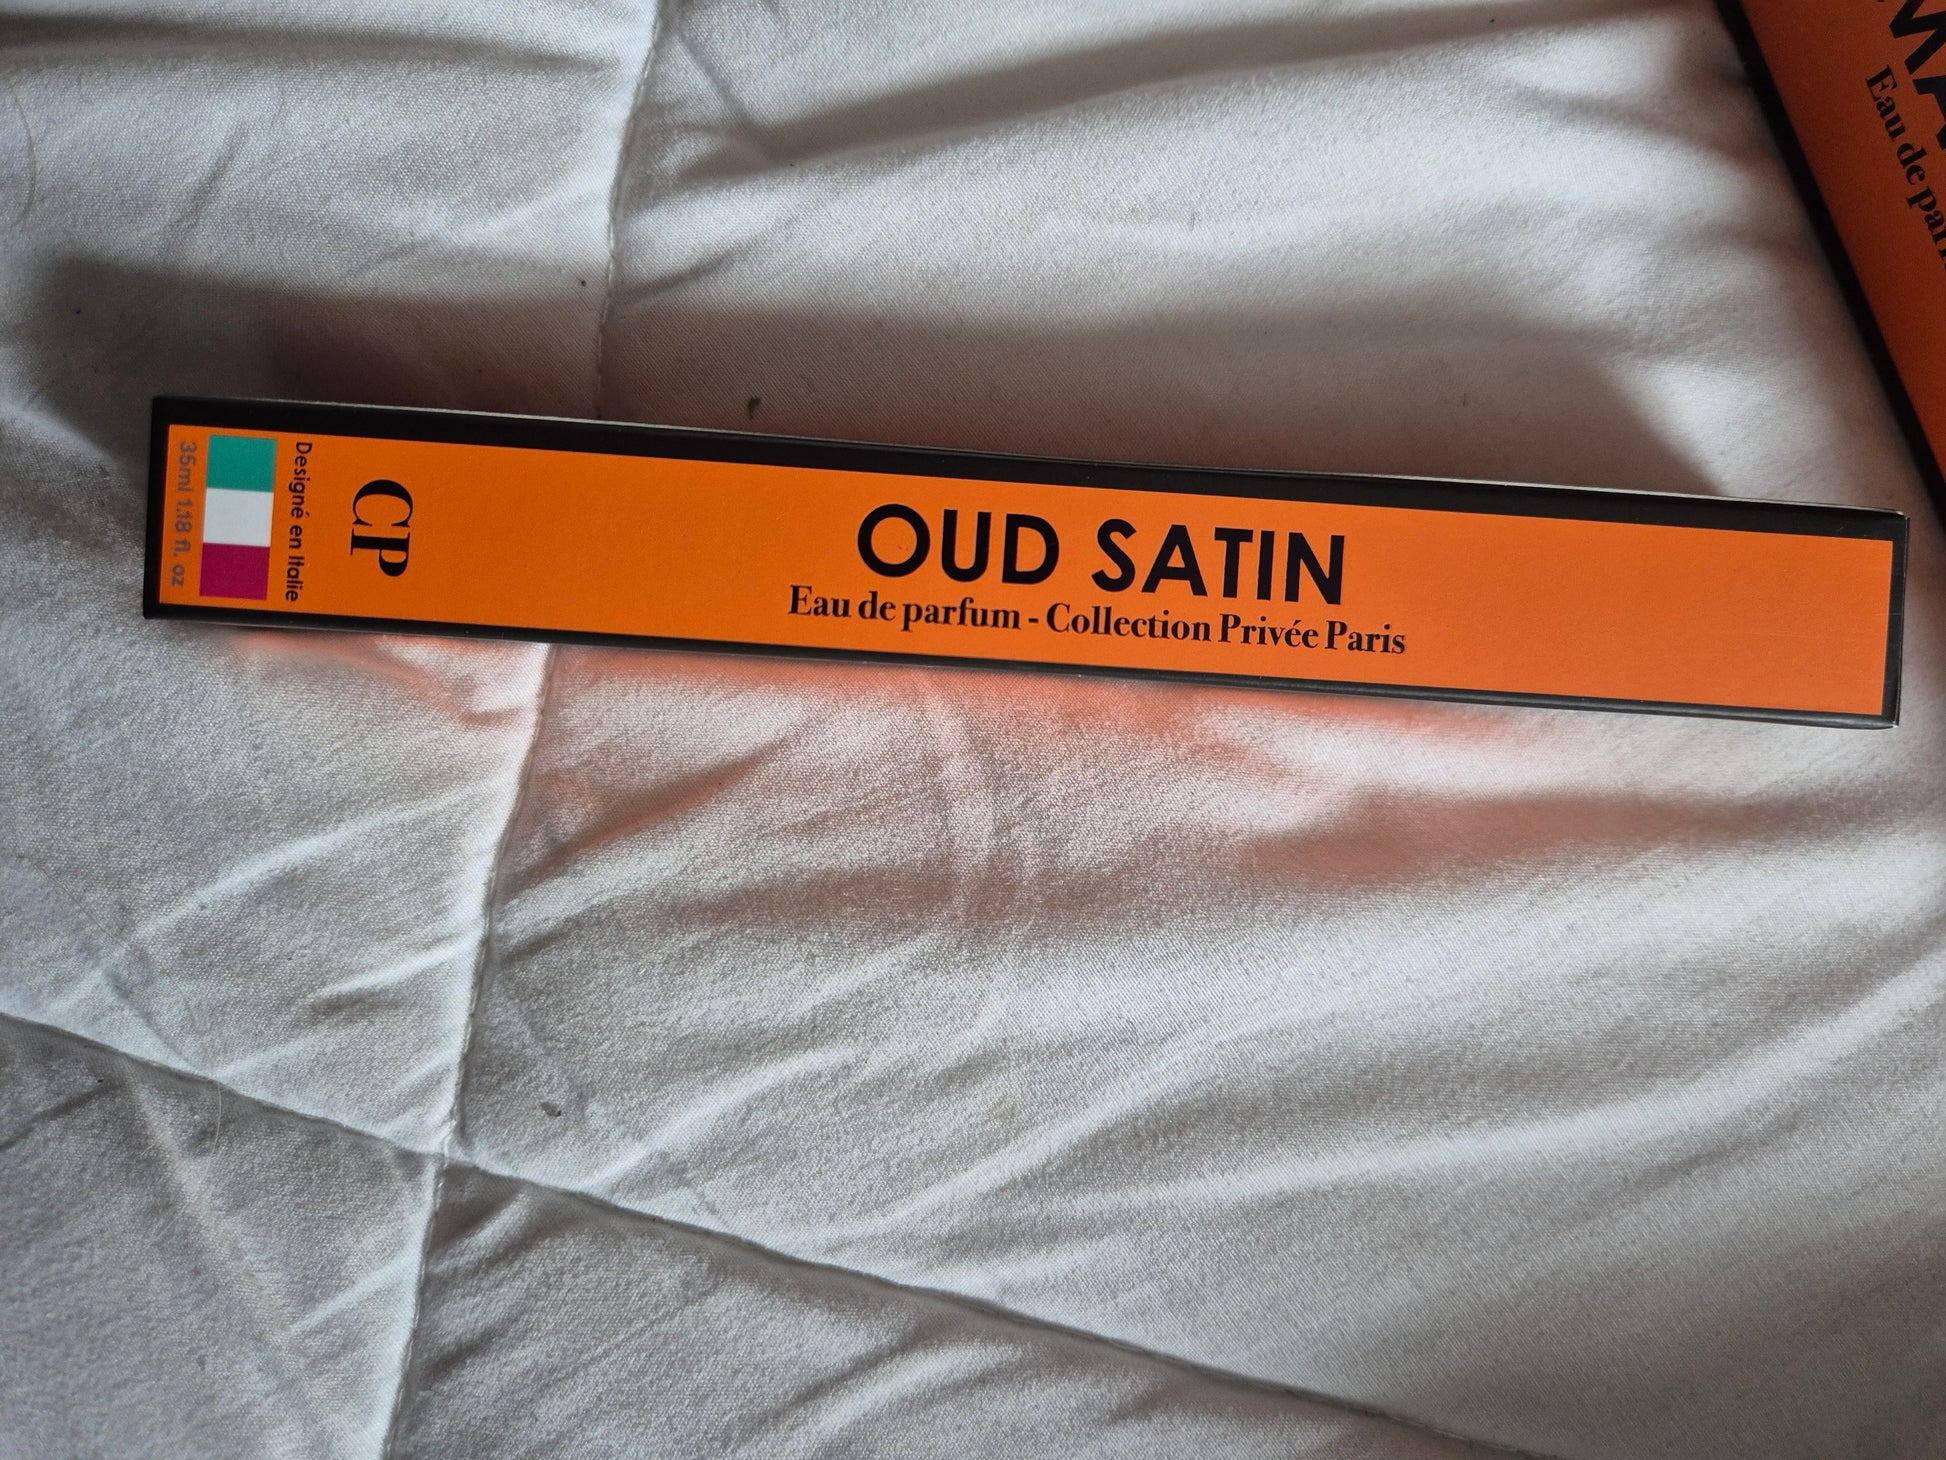 OUD SATIN
Eau de parfum - Collection Privée Paris
CP
Designé en Italie
35ml 1.18 fl. oz
Eau de